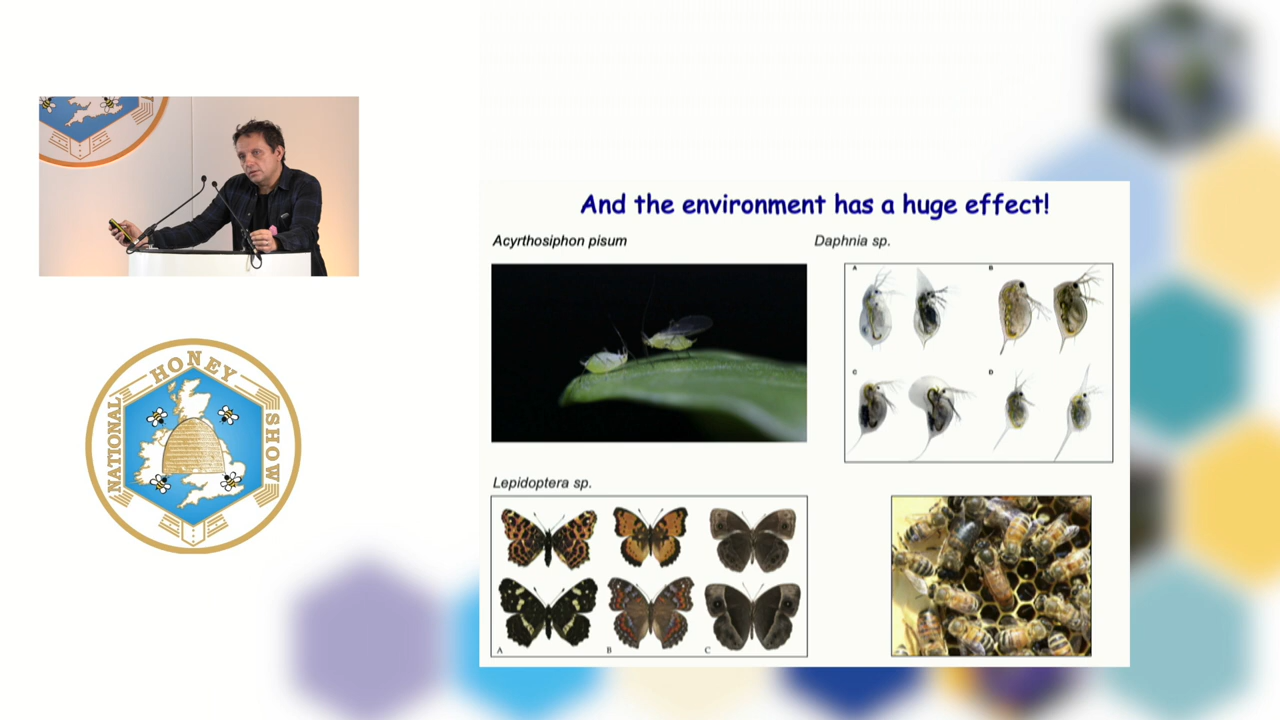 NATIONAL HONEY SHOW
And the environment has a huge effect!
Acyrthosiphon pisum
Daphnia sp.
A
B
C
D
Lepidoptera sp.
A
B
C